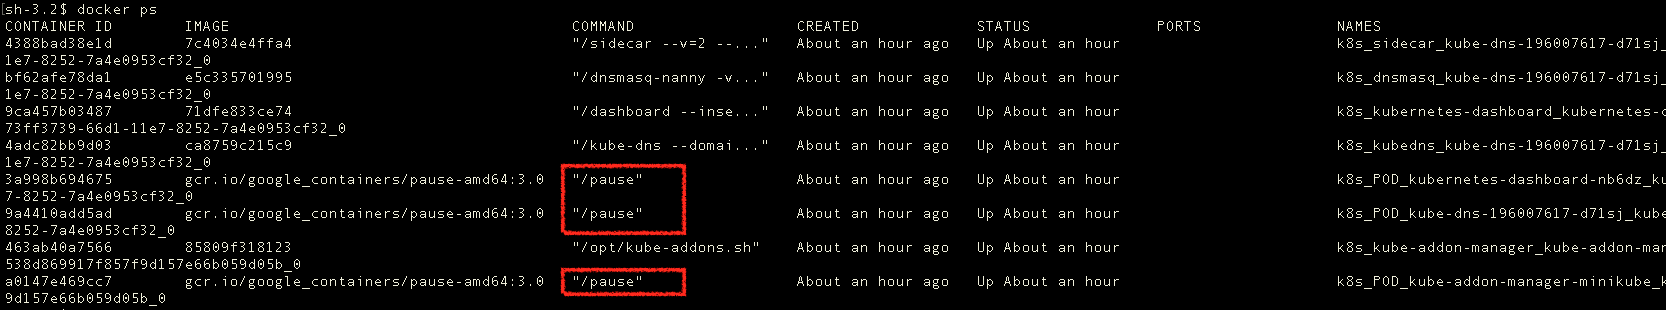 sh-3.2$ docker ps
CONTAINER ID IMAGE COMMAND CREATED STATUS PORTS NAMES
4388bad38e1d 7c4034e4ffa4 "/sidecar --v=2 --..." About an hour ago Up About an hour k8s_sidecar_kube-dns-196007617-d71sj_
1e7-8252-7a4e0953cf32_0
bf62afe78da1 e5c335701995 "/dnsmasq-nanny -v..." About an hour ago Up About an hour k8s_dnsmasq_kube-dns-196007617-d71sj_
1e7-8252-7a4e0953cf32_0
9ca457b03487 71dfe833ce74 "/dashboard --inse..." About an hour ago Up About an hour k8s_kubernetes-dashboard_kubernetes-d
73ff3739-66d1-11e7-8252-7a4e0953cf32_0
4adc82bb9d03 ca8759c215c9 "/kube-dns --domai..." About an hour ago Up About an hour k8s_kubedns_kube-dns-196007617-d71sj_
1e7-8252-7a4e0953cf32_0
3a998b694675 gcr.io/google_containers/pause-amd64:3.0 "/pause" About an hour ago Up About an hour k8s_POD_kubernetes-dashboard-nb6dz_ku
7-8252-7a4e0953cf32_0
9a4410add5ad gcr.io/google_containers/pause-amd64:3.0 "/pause" About an hour ago Up About an hour k8s_POD_kube-dns-196007617-d71sj_kube
8252-7a4e0953cf32_0
463ab40a7566 85809f318123 "/opt/kube-addons.sh" About an hour ago Up About an hour k8s_kube-addon-manager_kube-addon-man
538d869917f857f9d157e66b059d05b_0
a0147e469cc7 gcr.io/google_containers/pause-amd64:3.0 "/pause" About an hour ago Up About an hour k8s_POD_kube-addon-manager-minikube_k
9d157e66b059d05b_0